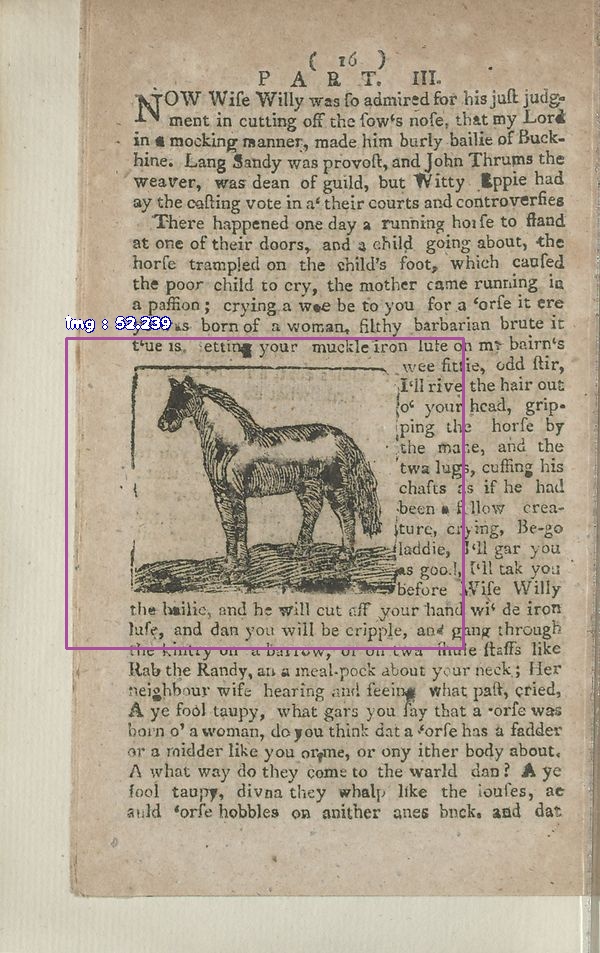 ( 16 )
PART. III.
NOW Wiſe Willy was ſo admired for his juſt judg-
ment in cutting off the ſow's noſe, that my Lord
in a mocking manner, made him burly bailie of Buck-
hine. Lang Sandy was provoſt, and John Thrums the
weaver, was dean of guild, but Witty Eppie had
ay the caſting vote in a' their courts and controverſies
There happened one day a running horſe to ſtand
at one of their doors, and a child going about, the
horſe trampled on the child's foot, which cauſed
the poor child to cry, the mother came running in
a paſſion; crying a wee be to you for a 'orſe it ere
img : 52,239
was born of a woman, filthy barbarian brute it
t'ue is, ſetting your muckle iron lufe on my bairn's
wee fittie, odd ſtir,
I'll rive the hair out
o' your head, grip-
ping the horſe by
the mane, and the
twa lugs, cuffing his
chafts as if he had
been a fellow crea-
ture, crying, Be-go
laddie, I'll gar you
as good, I'll tak you
before Wiſe Willy
the bailie, and he will cut aff your hand wi' de iron
lufe, and dan you will be cripple, and gang through
the kintry on a barrow, or on twa ſtule ſtaffs like
Rab the Randy, an a meal-pock about your neck; Her
neighbour wife hearing and ſeeing what paſt, cried,
A ye fool taupy, what gars you ſay that a 'orſe was
born o' a woman, do you think dat a 'orſe has a fadder
or a midder like you or me, or ony ither body about.
A what way do they come to the warld dan? A ye
fool taupy, divna they whalp like the louſes, ae
auld 'orſe hobbles on anither anes back, and dat